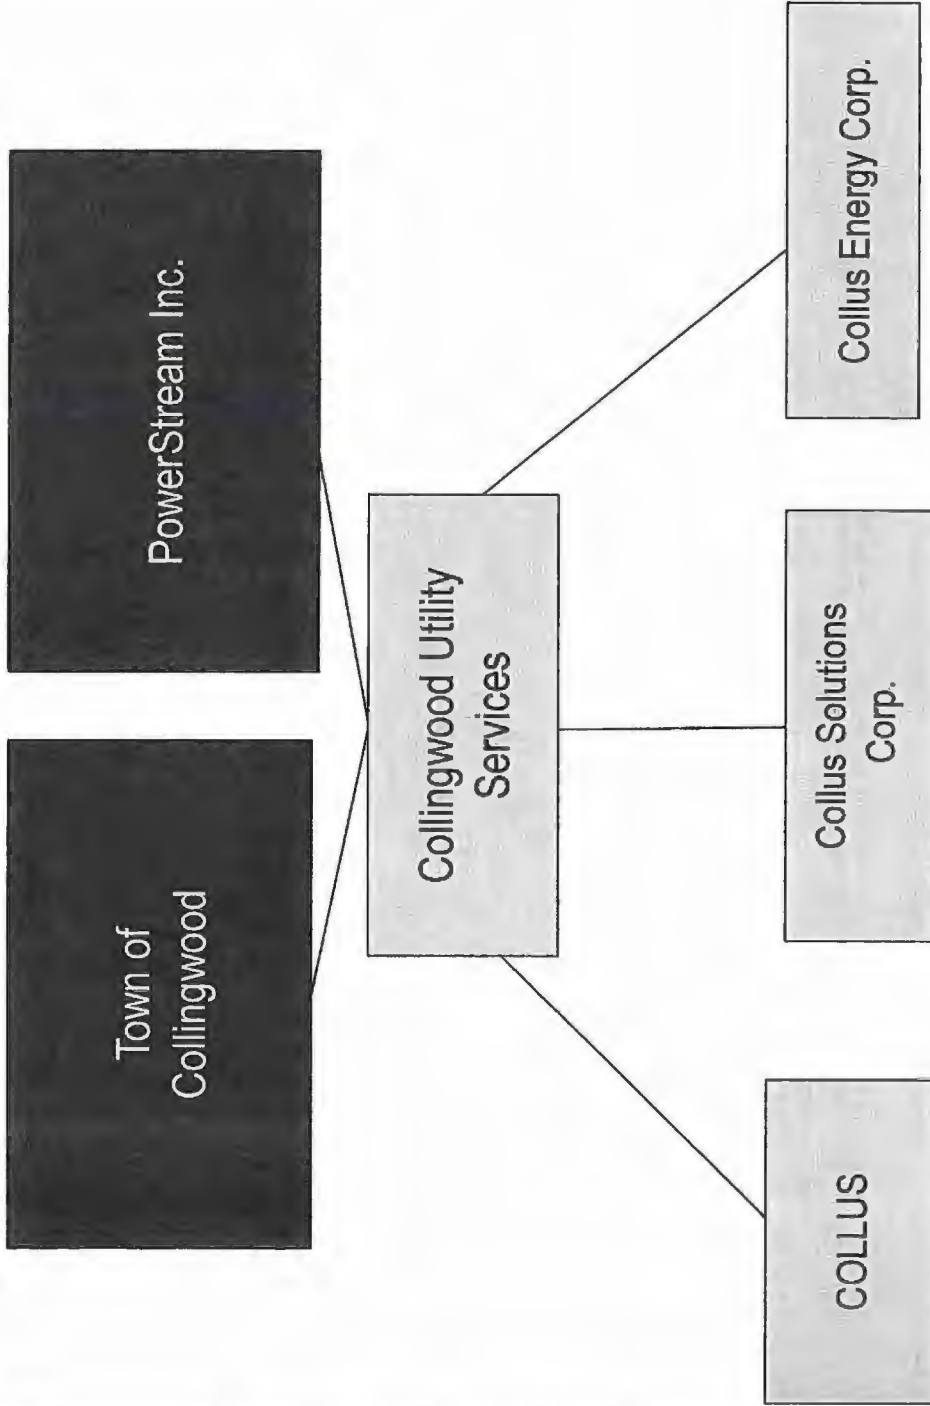 Town of
Collingwood
PowerStream Inc.
Collingwood Utility
Services
COLLUS
Collus Solutions
Corp.
Collus Energy Corp.